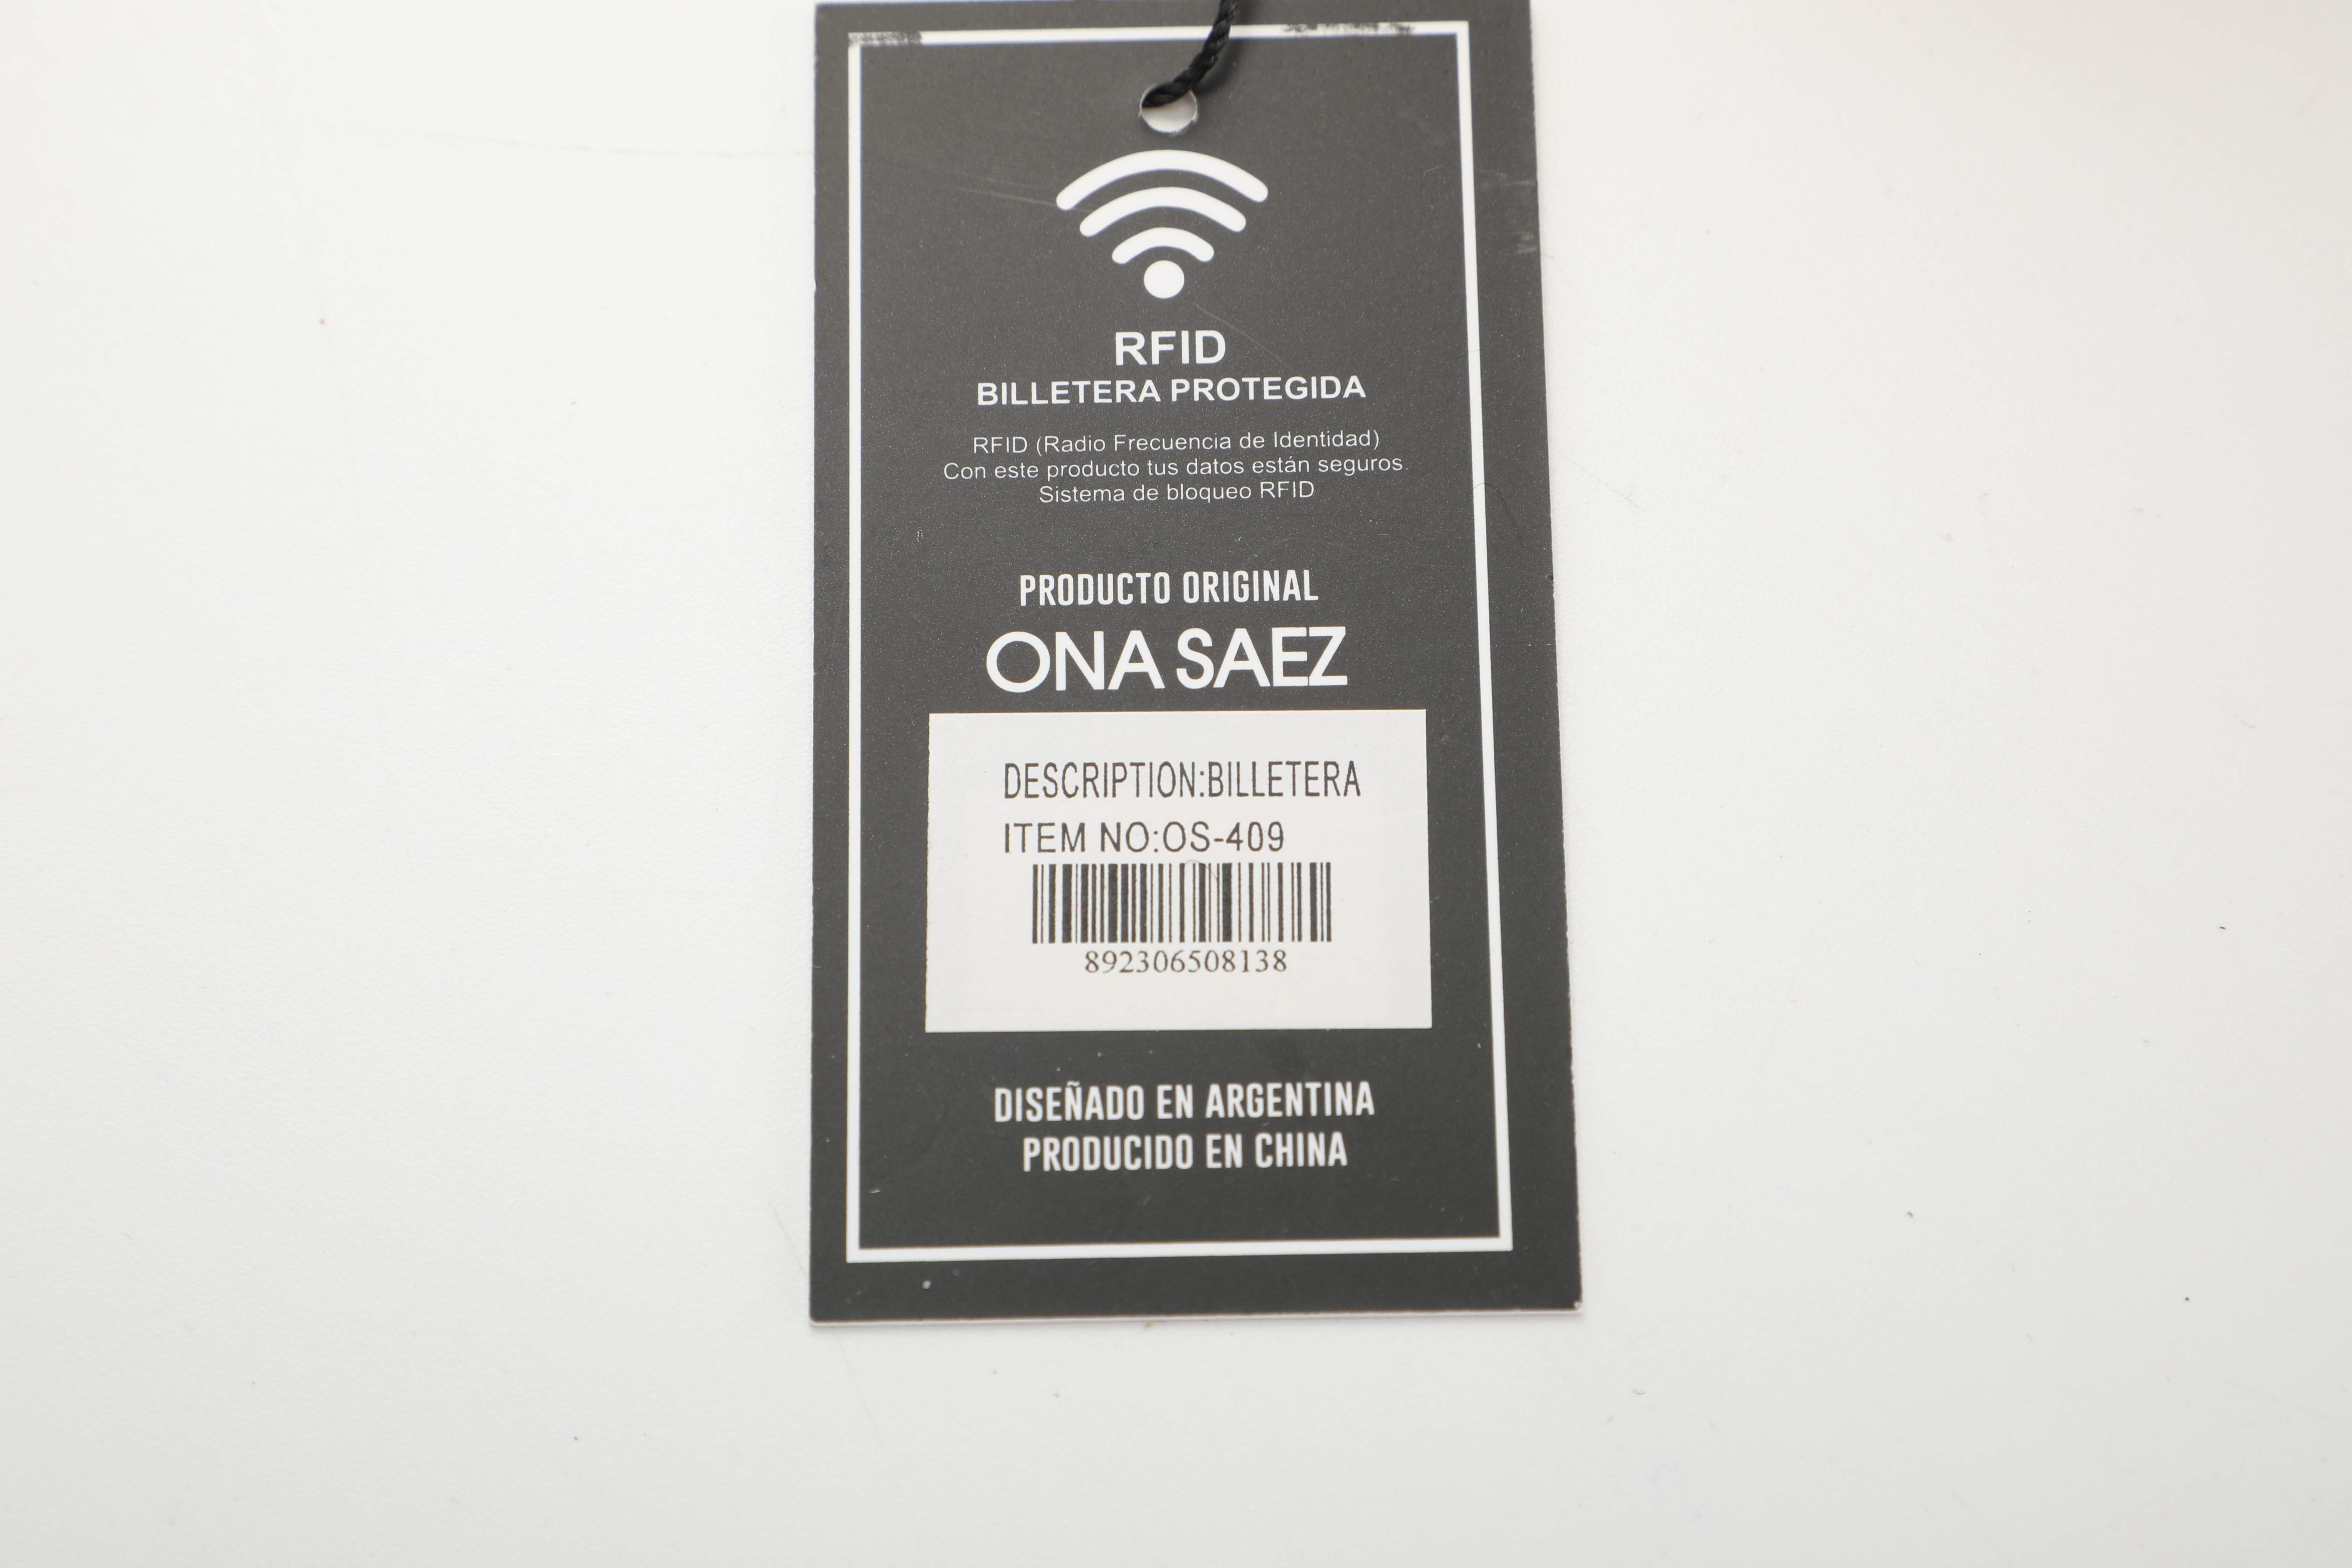 RFID
BILLETERA PROTEGIDA
RFID (Radio Frecuencia de Identidad)
Con este producto tus datos están seguros.
Sistema de bloqueo RFID
PRODUCTO ORIGINAL
ONA SAEZ
DESCRIPTION:BILLETERA
ITEM NO:OS-409
892306508138
DISEÑADO EN ARGENTINA
PRODUCIDO EN CHINA